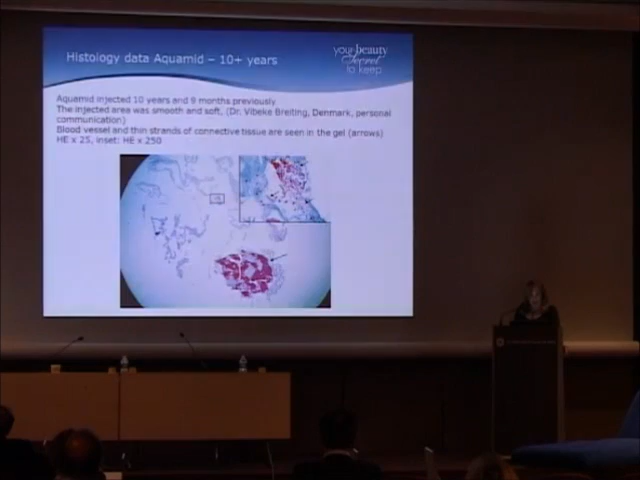 Histology data Aquamid – 10+ years
your beauty
Secret
to keep
Aquamid injected 10 years and 9 months previously
The injected area was smooth and soft, (Dr. Vibeke Breiting, Denmark, personal
communication)
Blood vessel and thin strands of connective tissue are seen in the gel (arrows)
HE x 25, inset: HE x 250